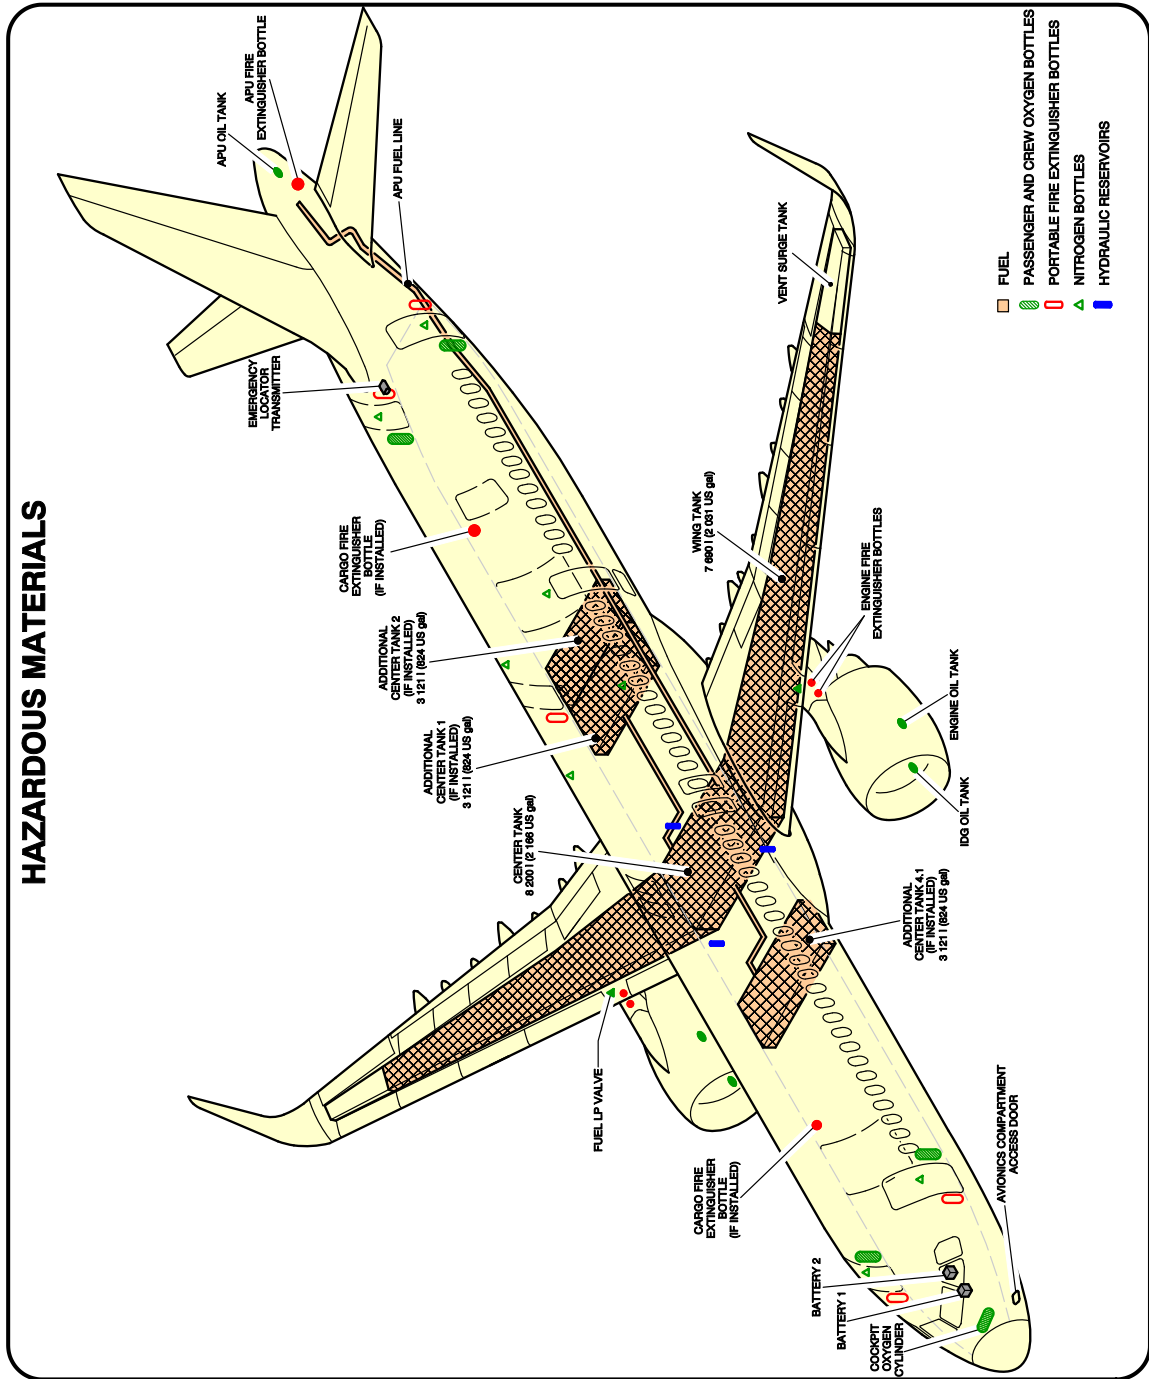 HAZARDOUS MATERIALS
APU OIL TANK
APU FIRE
EXTINGUISHER BOTTLE
APU FUEL LINE
EMERGENCY
LOCATOR
TRANSMITTER
CARGO FIRE
EXTINGUISHER
BOTTLE
(IF INSTALLED)
ADDITIONAL
CENTER TANK 2
(IF INSTALLED)
3 121 l (824 US gal)
ADDITIONAL
CENTER TANK 1
(IF INSTALLED)
3 121 l (824 US gal)
CENTER TANK
8 200 l (2 166 US gal)
FUEL LP VALVE
CARGO FIRE
EXTINGUISHER
BOTTLE
(IF INSTALLED)
BATTERY 2
BATTERY 1
COCKPIT
OXYGEN
CYLINDER
AVIONICS COMPARTMENT
ACCESS DOOR
ADDITIONAL
CENTER TANK 4.1
(IF INSTALLED)
3 121 l (824 US gal)
IDG OIL TANK
ENGINE OIL TANK
ENGINE FIRE
EXTINGUISHER BOTTLES
WING TANK
7 690 l (2 031 US gal)
VENT SURGE TANK
FUEL
PASSENGER AND CREW OXYGEN BOTTLES
PORTABLE FIRE EXTINGUISHER BOTTLES
NITROGEN BOTTLES
HYDRAULIC RESERVOIRS